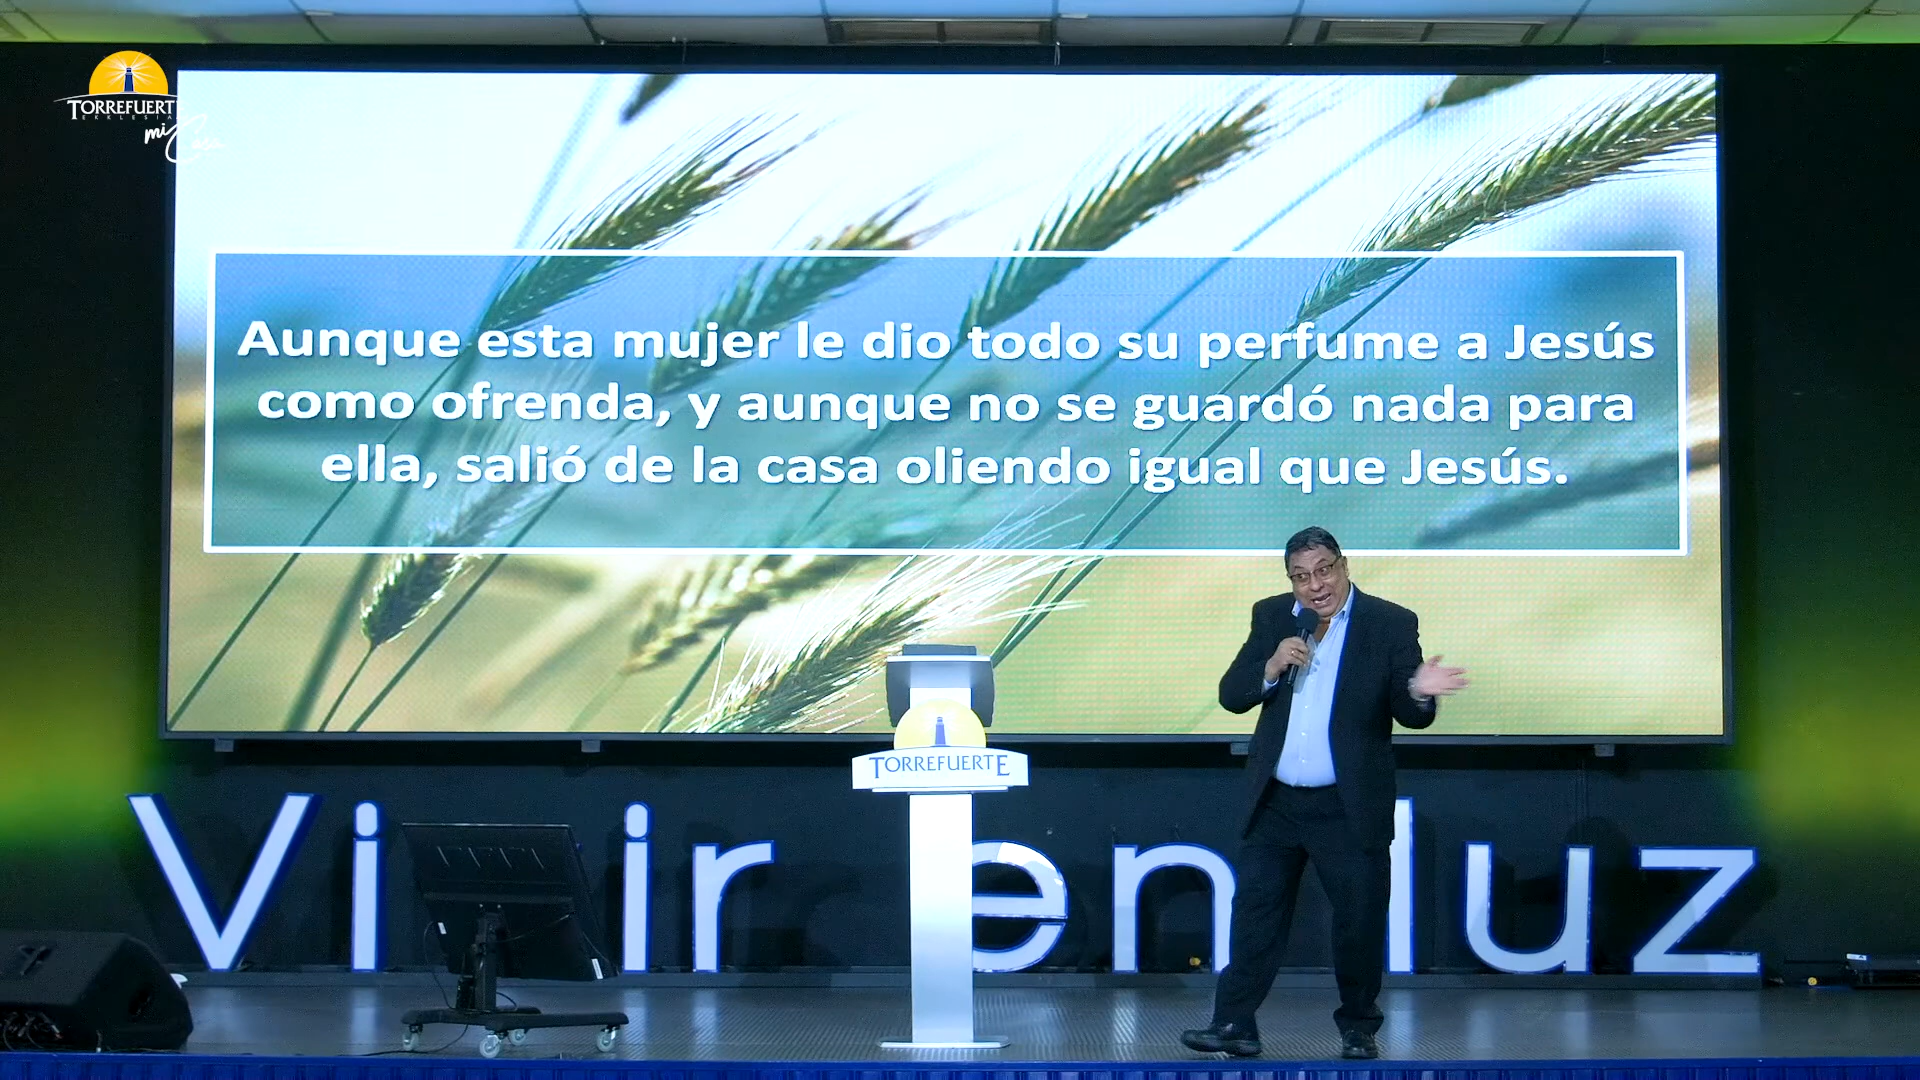 TORREFUERTE
EKKLESIA
mi Casa
Aunque esta mujer le dio todo su perfume a Jesús
como ofrenda, y aunque no se guardó nada para
ella, salió de la casa oliendo igual que Jesús.
TORREFUERTE
Vi ir en luz